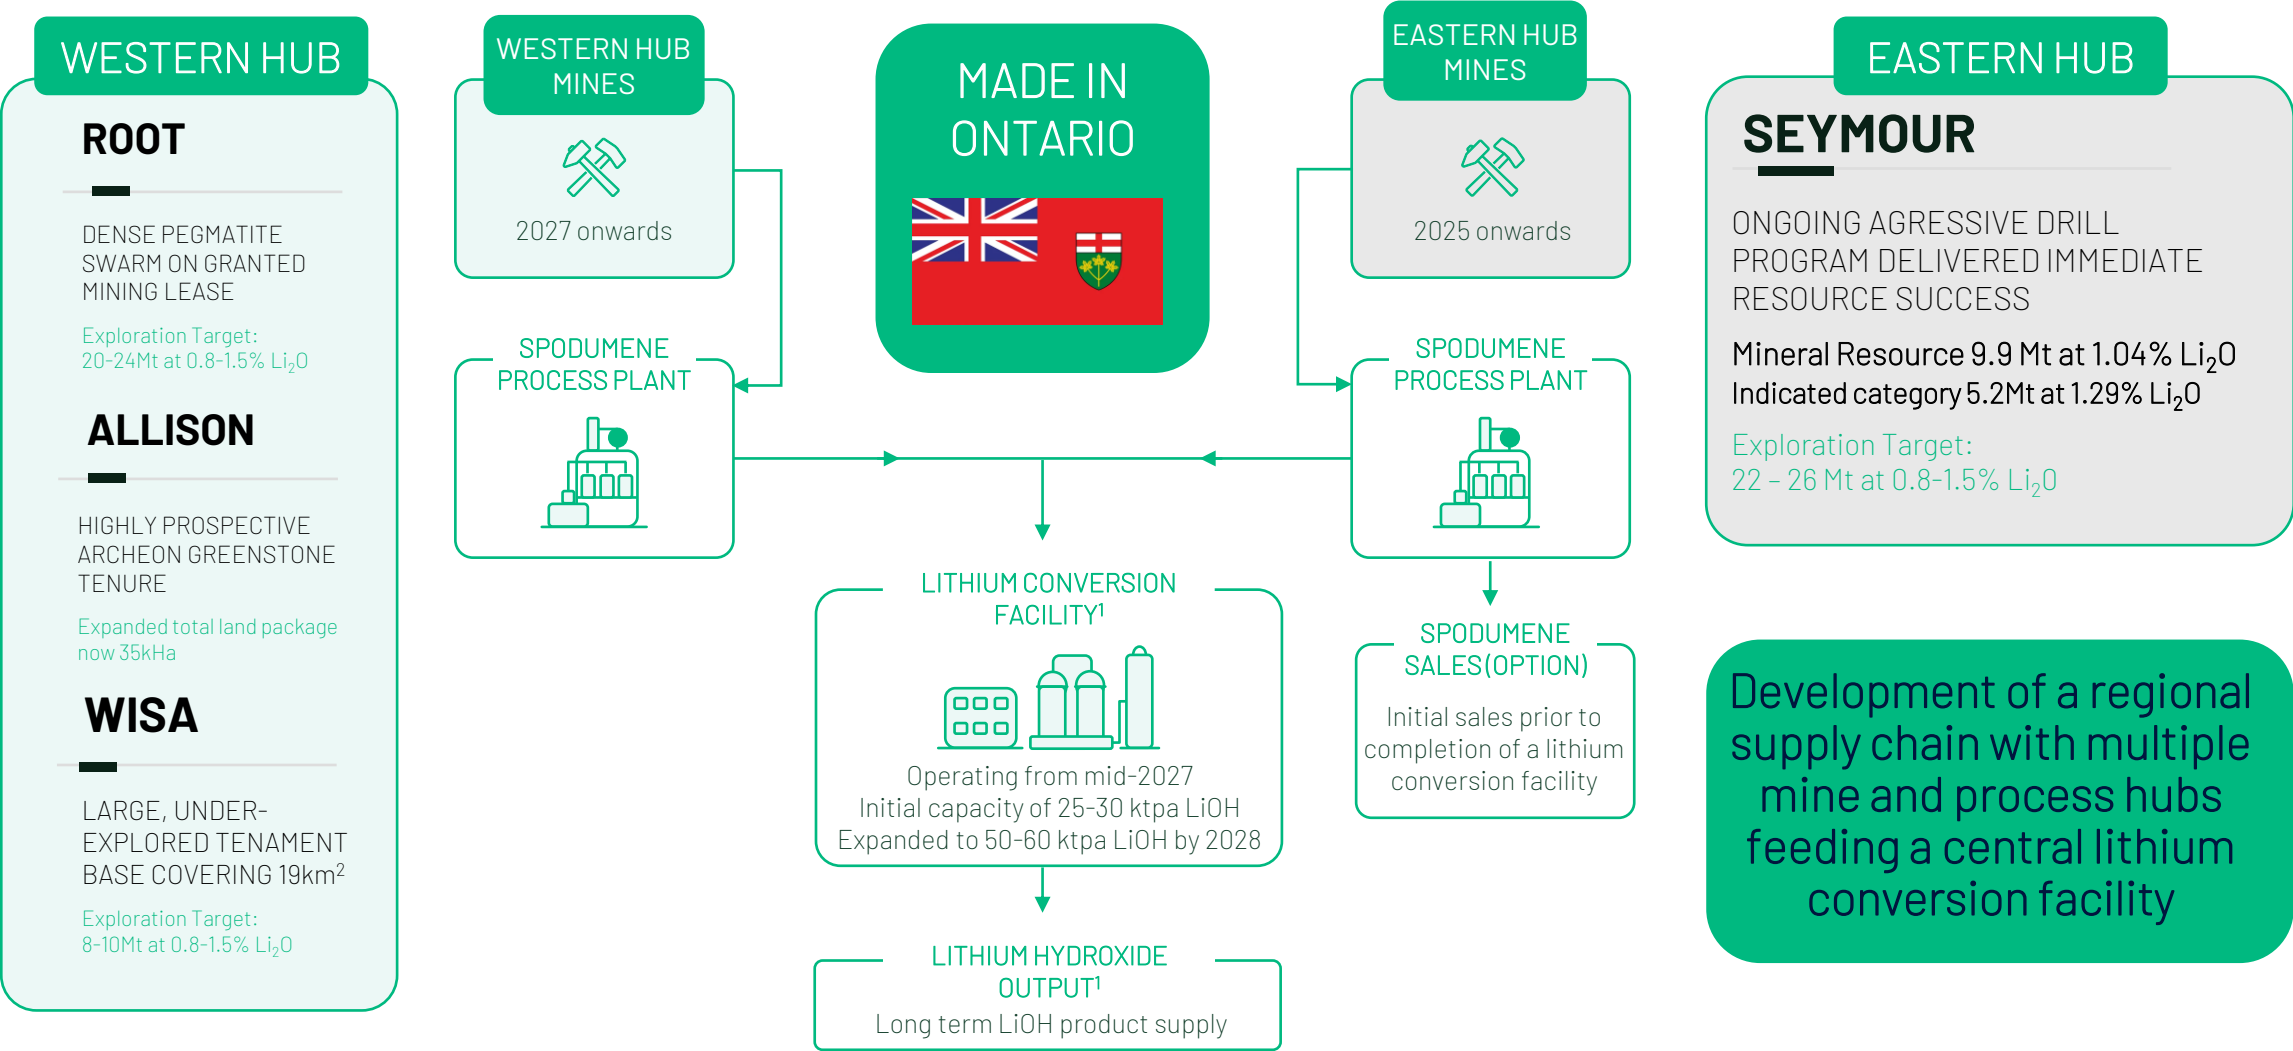 WESTERN HUB
ROOT
DENSE PEGMATITE
SWARM ON GRANTED
MINING LEASE
Exploration Target:
20-24Mt at 0.8-1.5% Li₂O
ALLISON
HIGHLY PROSPECTIVE
ARCHEON GREENSTONE
TENURE
Expanded total land package
now 35kHa
WISA
LARGE, UNDER-
EXPLORED TENAMENT
BASE COVERING 19km²
Exploration Target:
8-10Mt at 0.8-1.5% Li₂O
WESTERN HUB
MINES
2027 onwards
SPODUMENE
PROCESS PLANT
MADE IN
ONTARIO
EASTERN HUB
MINES
2025 onwards
SPODUMENE
PROCESS PLANT
LITHIUM CONVERSION
FACILITY¹
Operating from mid-2027
Initial capacity of 25-30 ktpa LiOH
Expanded to 50-60 ktpa LiOH by 2028
LITHIUM HYDROXIDE
OUTPUT¹
Long term LiOH product supply
SPODUMENE
SALES (OPTION)
Initial sales prior to
completion of a lithium
conversion facility
EASTERN HUB
SEYMOUR
ONGOING AGRESSIVE DRILL
PROGRAM DELIVERED IMMEDIATE
RESOURCE SUCCESS
Mineral Resource 9.9 Mt at 1.04% Li₂O
Indicated category 5.2Mt at 1.29% Li₂O
Exploration Target:
22 – 26 Mt at 0.8-1.5% Li₂O
Development of a regional
supply chain with multiple
mine and process hubs
feeding a central lithium
conversion facility